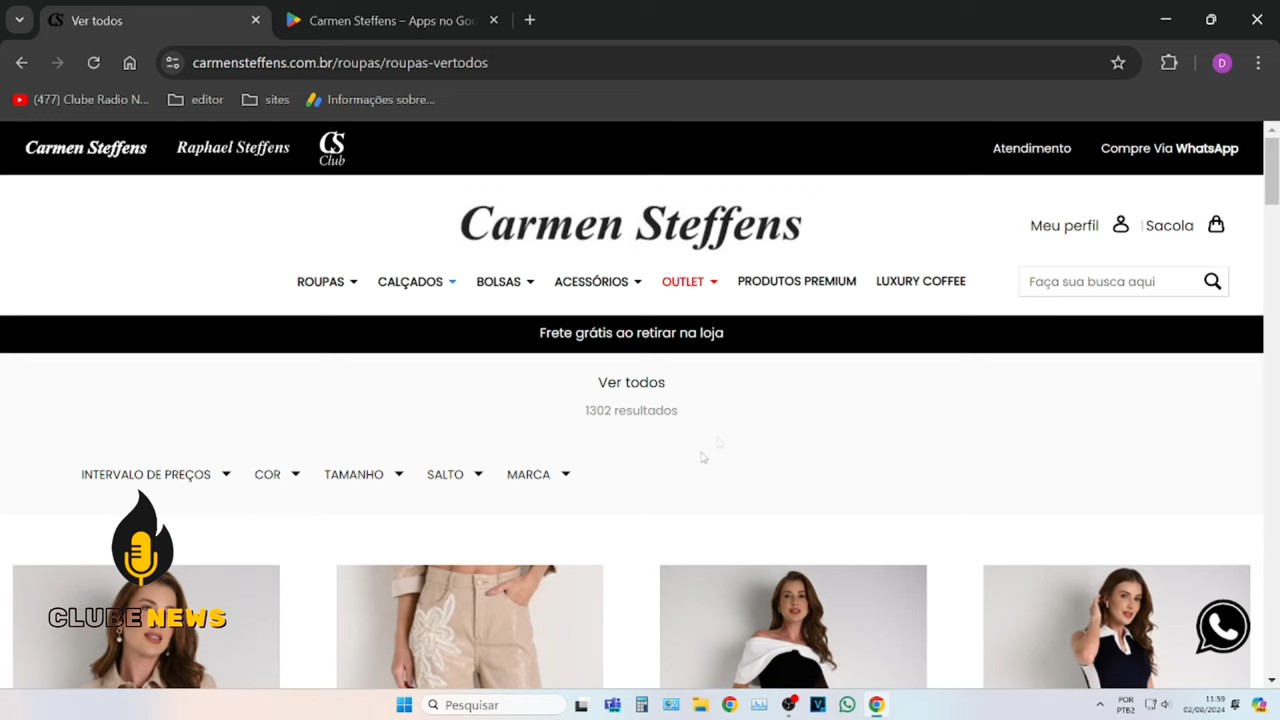 Ver todos
Carmen Steffens – Apps no Goo
carmensteffens.com.br/roupas/roupas-vertodos
(477) Clube Radio N...
editor
sites
Informações sobre...
D
Carmen Steffens
Raphael Steffens
CS
Club
Atendimento
Compre Via WhatsApp
Carmen Steffens
Meu perfil
Sacola
ROUPAS
CALÇADOS
BOLSAS
ACESSÓRIOS
OUTLET
PRODUTOS PREMIUM
LUXURY COFFEE
Faça sua busca aqui
Frete grátis ao retirar na loja
Ver todos
1302 resultados
INTERVALO DE PREÇOS
COR
TAMANHO
SALTO
MARCA
CLUBE NEWS
Pesquisar
POR
PTB2
11:59
02/08/2024